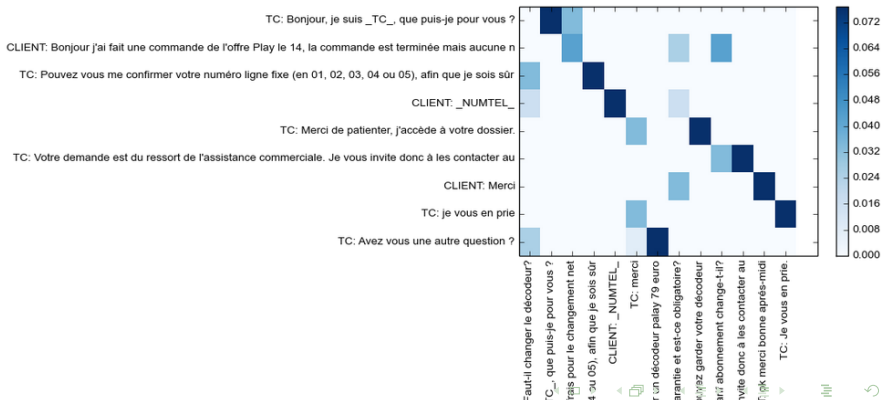 TC: Bonjour, je suis _TC_, que puis-je pour vous ?
CLIENT: Bonjour j'ai fait une commande de l'offre Play le 14, la commande est terminée mais aucune n
TC: Pouvez vous me confirmer votre numéro ligne fixe (en 01, 02, 03, 04 ou 05), afin que je sois sûr
CLIENT: _NUMTEL_
TC: Merci de patienter, j'accède à votre dossier.
TC: Votre demande est du ressort de l'assistance commerciale. Je vous invite donc à les contacter au
CLIENT: Merci
TC: je vous en prie
TC: Avez vous une autre question ?
0.072
0.064
0.056
0.048
0.040
0.032
0.024
0.016
0.008
0.000
Faut-il changer le décodeur?
TC_, que puis-je pour vous ?
frais pour le changement net
4 ou 05), afin que je sois sûr
CLIENT: _NUMTEL_
TC: merci
r un décodeur palay 79 euro
arantie et est-ce obligatoire?
garder votre décodeur
abonnement change-t-il?
nvite donc à les contacter au
ok merci bonne après-midi
TC: Je vous en prie.